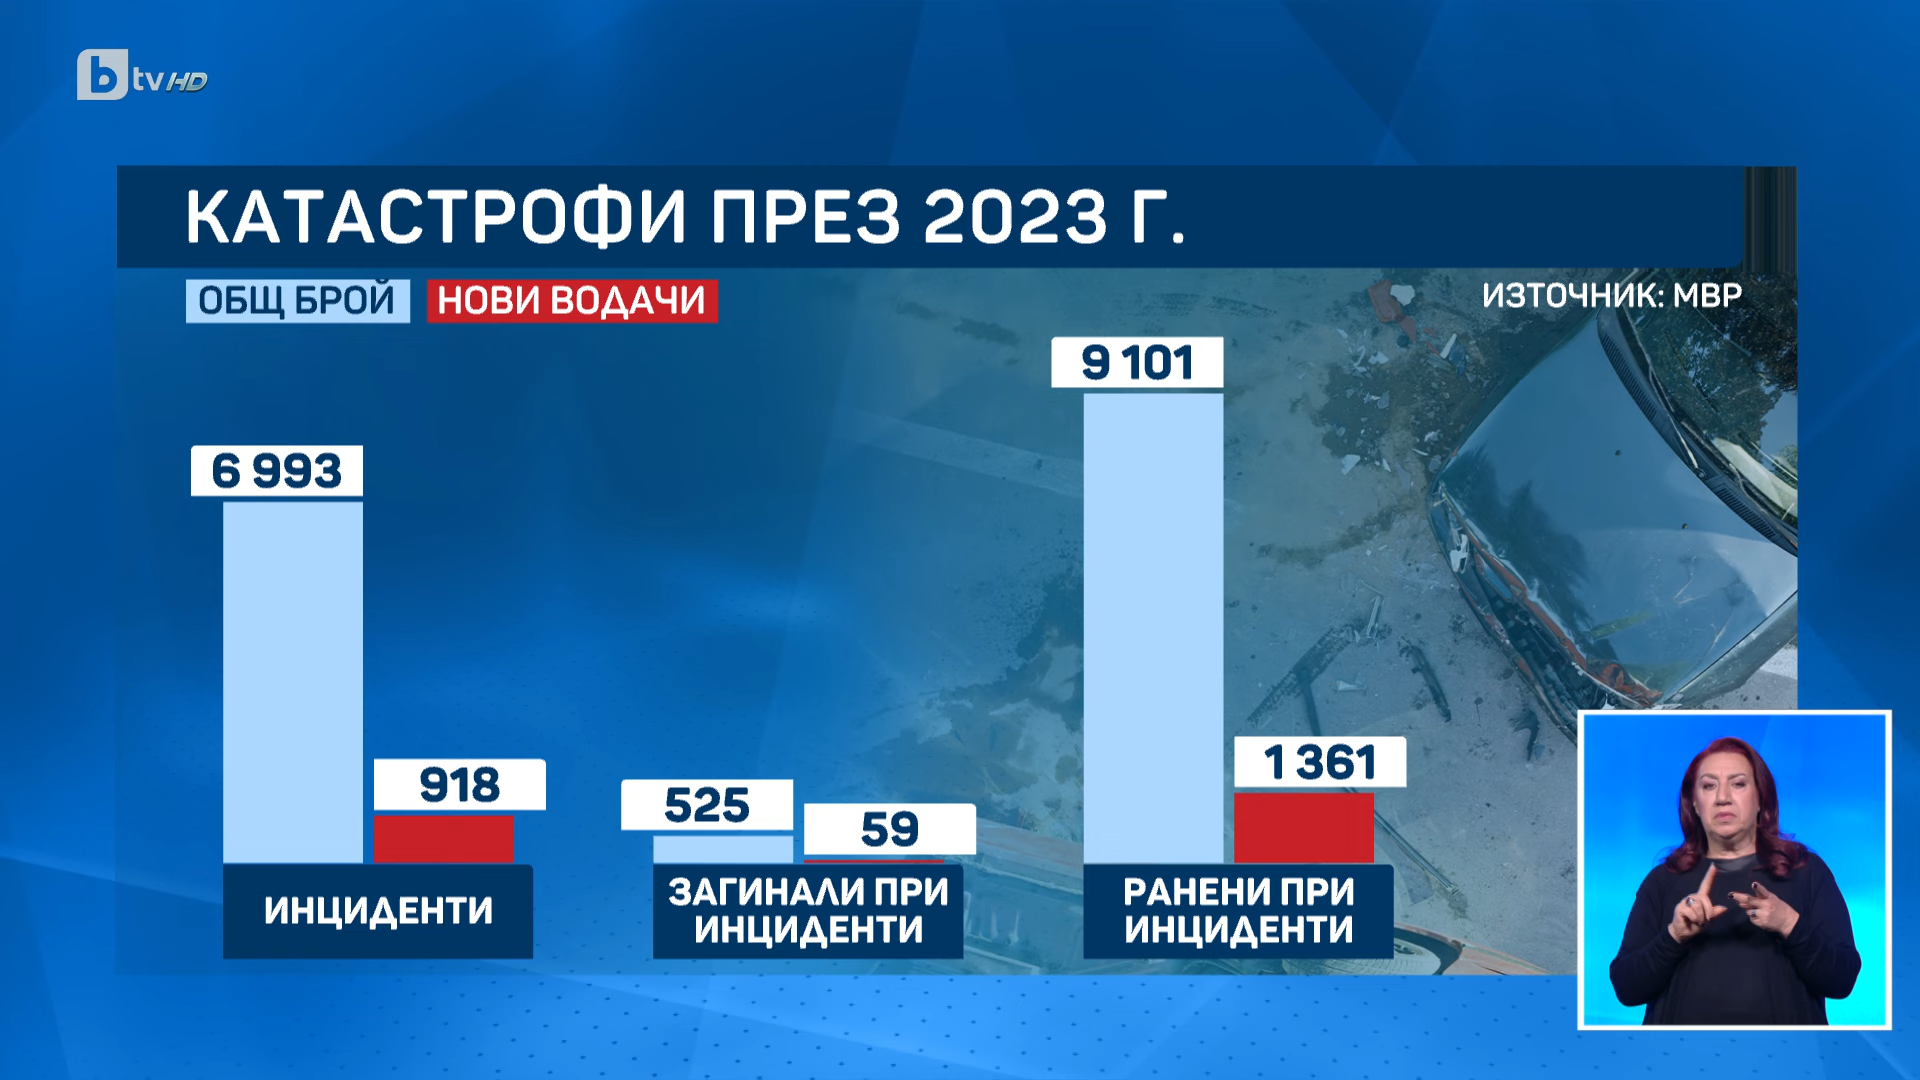 btv HD
КАТАСТРОФИ ПРЕЗ 2023 Г.
ОБЩ БРОЙ НОВИ ВОДАЧИ
ИЗТОЧНИК: МВР
9 101
6 993
1 361
918
525
59
ИНЦИДЕНТИ
ЗАГИНАЛИ ПРИ
ИНЦИДЕНТИ
РАНЕНИ ПРИ
ИНЦИДЕНТИ